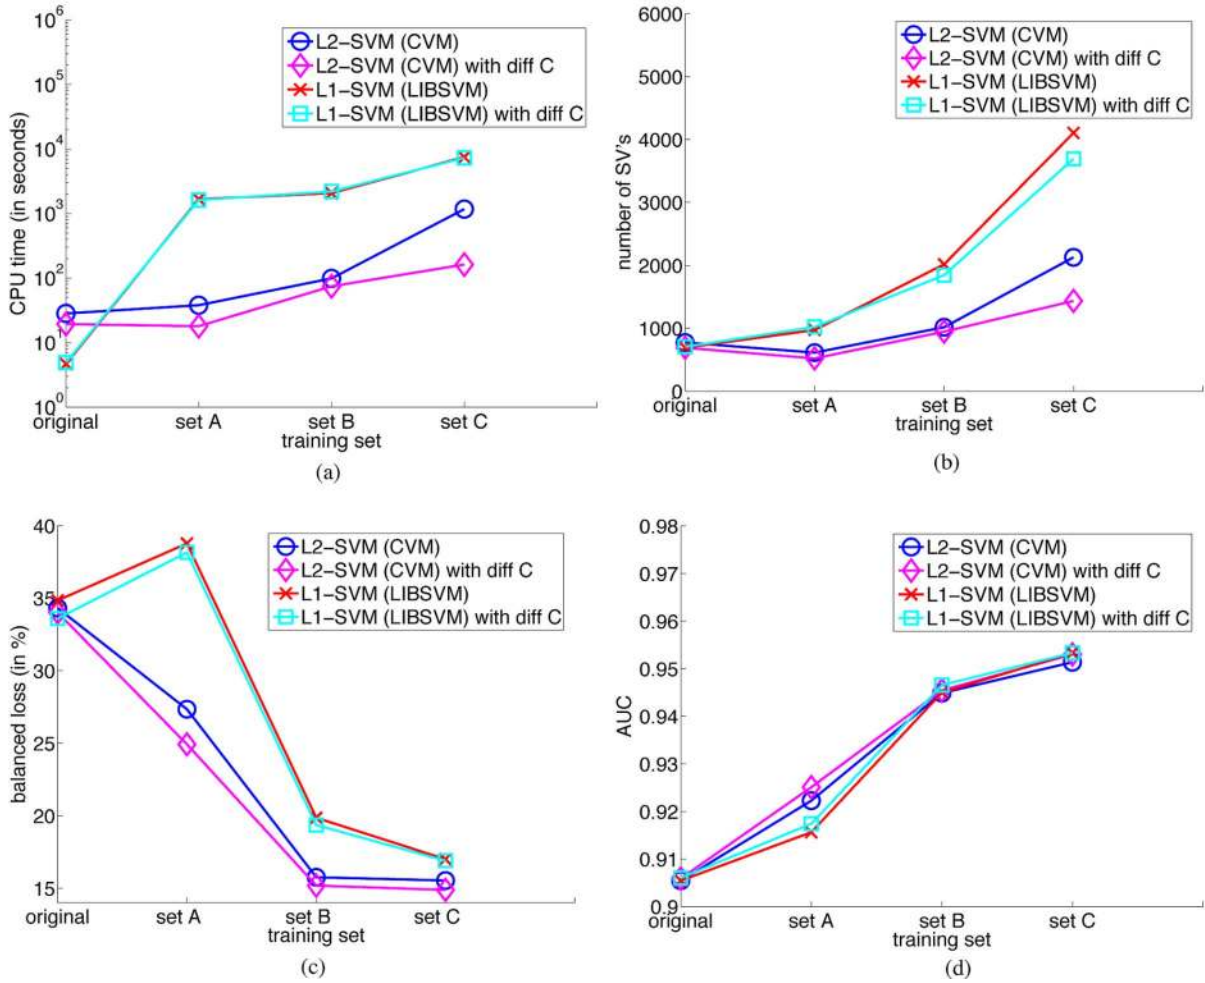 10^6
10^5
10^4
10^3
10^2
10^1
10^0
CPU time (in seconds)
L2-SVM (CVM)
L2-SVM (CVM) with diff C
L1-SVM (LIBSVM)
L1-SVM (LIBSVM) with diff C
original
set A
set B
set C
training set
(a)
6000
5000
4000
3000
2000
1000
0
number of SV's
L2-SVM (CVM)
L2-SVM (CVM) with diff C
L1-SVM (LIBSVM)
L1-SVM (LIBSVM) with diff C
original
set A
set B
set C
training set
(b)
40
35
30
25
20
15
balanced loss (in %)
L2-SVM (CVM)
L2-SVM (CVM) with diff C
L1-SVM (LIBSVM)
L1-SVM (LIBSVM) with diff C
original
set A
set B
set C
training set
(c)
0.98
0.97
0.96
0.95
0.94
0.93
0.92
0.91
0.9
AUC
L2-SVM (CVM)
L2-SVM (CVM) with diff C
L1-SVM (LIBSVM)
L1-SVM (LIBSVM) with diff C
original
set A
set B
set C
training set
(d)